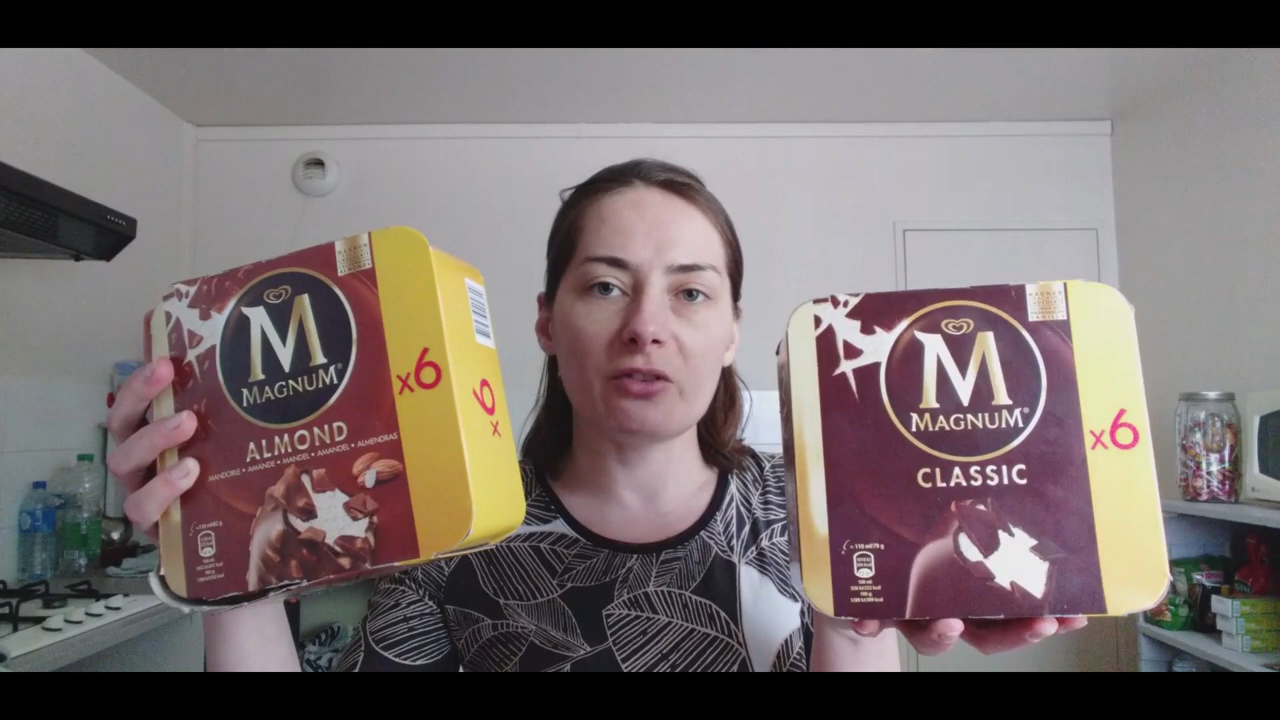 M
MAGNUM®
ALMOND
MANDORLE • AMANDE • MANDEL • AMANDEL • ALMENDRAS
x6
x6
M
MAGNUM®
CLASSIC
x6